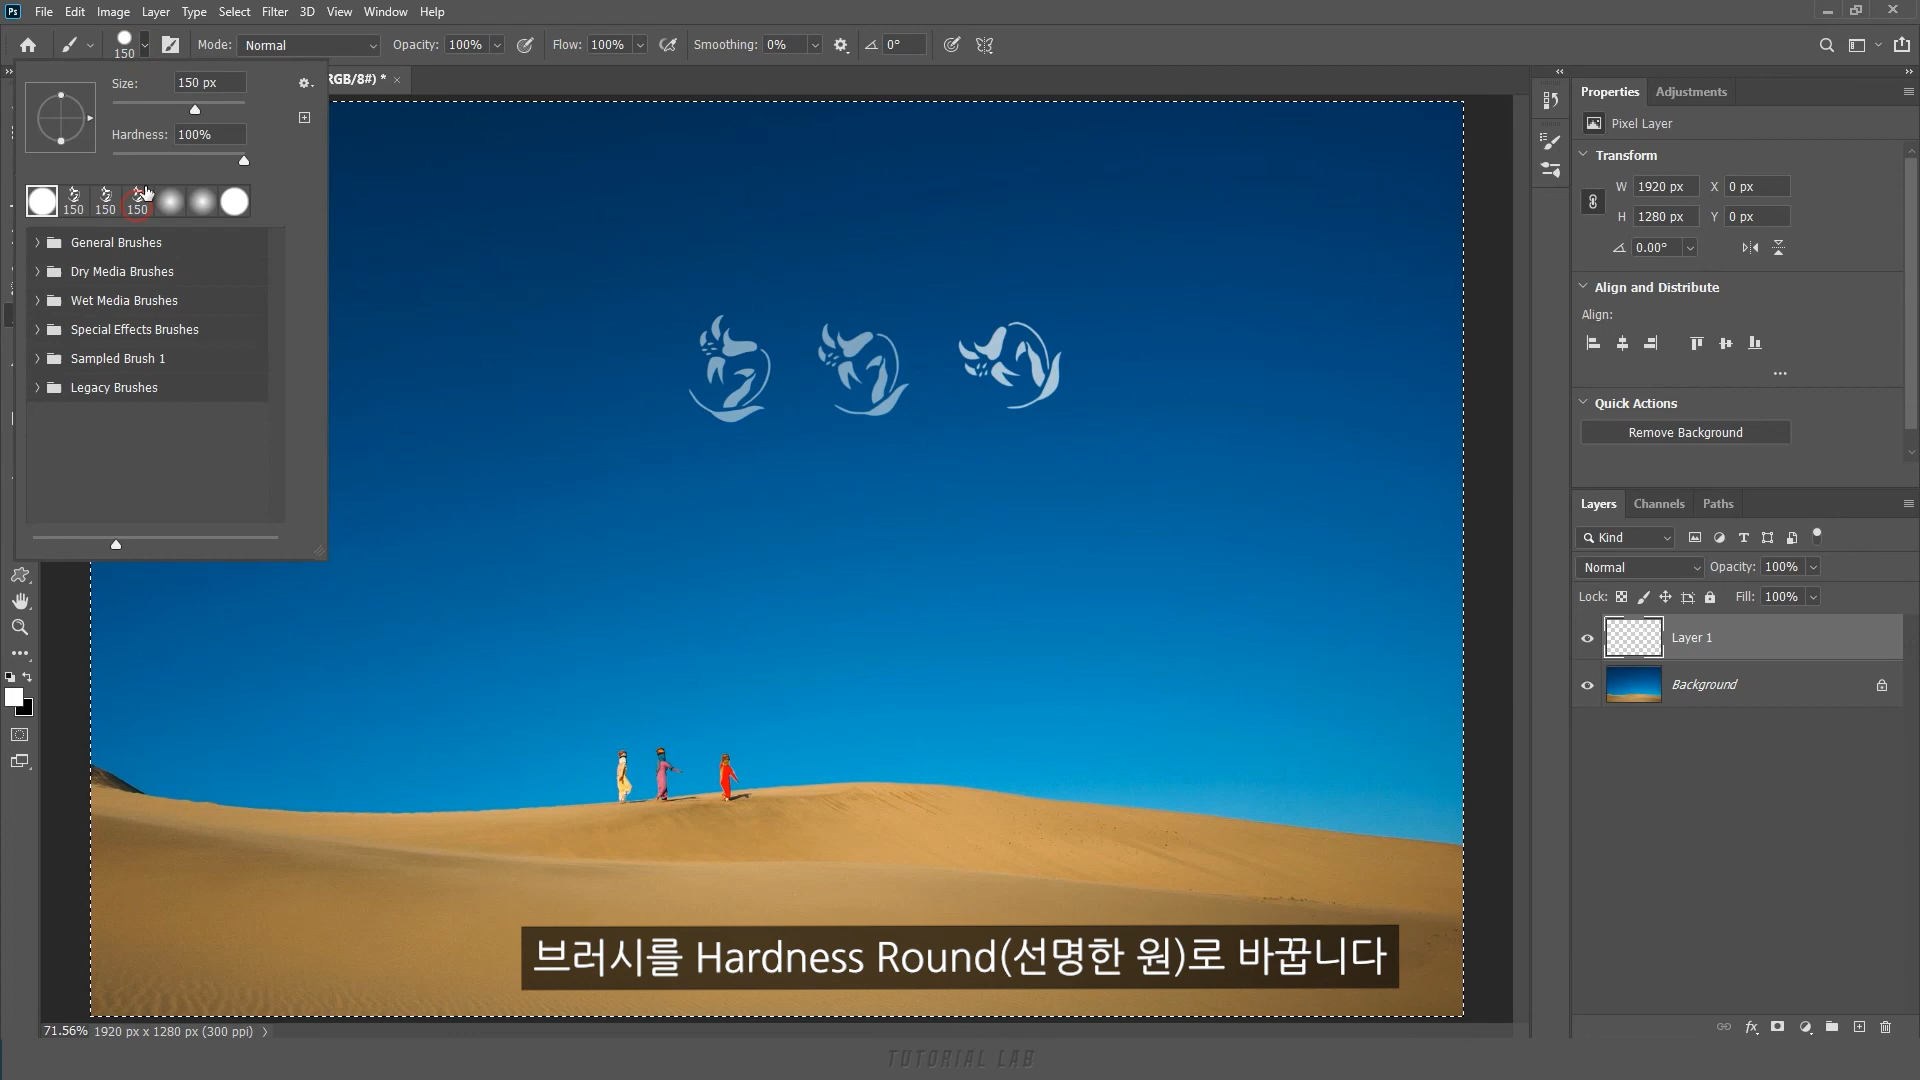 Ps File Edit Image Layer Type Select Filter 3D View Window Help
150 Mode: Normal Opacity: 100% Flow: 100% Smoothing: 0% 0°
RGB/8#) * ×
Size: 150 px
Hardness: 100%
150 150 150
General Brushes
Dry Media Brushes
Wet Media Brushes
Special Effects Brushes
Sampled Brush 1
Legacy Brushes
Properties Adjustments
Pixel Layer
Transform
W 1920 px X 0 px
H 1280 px Y 0 px
0.00°
Align and Distribute
Align:
Quick Actions
Remove Background
Layers Channels Paths
Kind
Normal Opacity: 100%
Lock: Fill: 100%
Layer 1
Background
브러시를 Hardness Round(선명한 원)로 바꿉니다
71.56% 1920 px x 1280 px (300 ppi)
TUTORIAL LAB